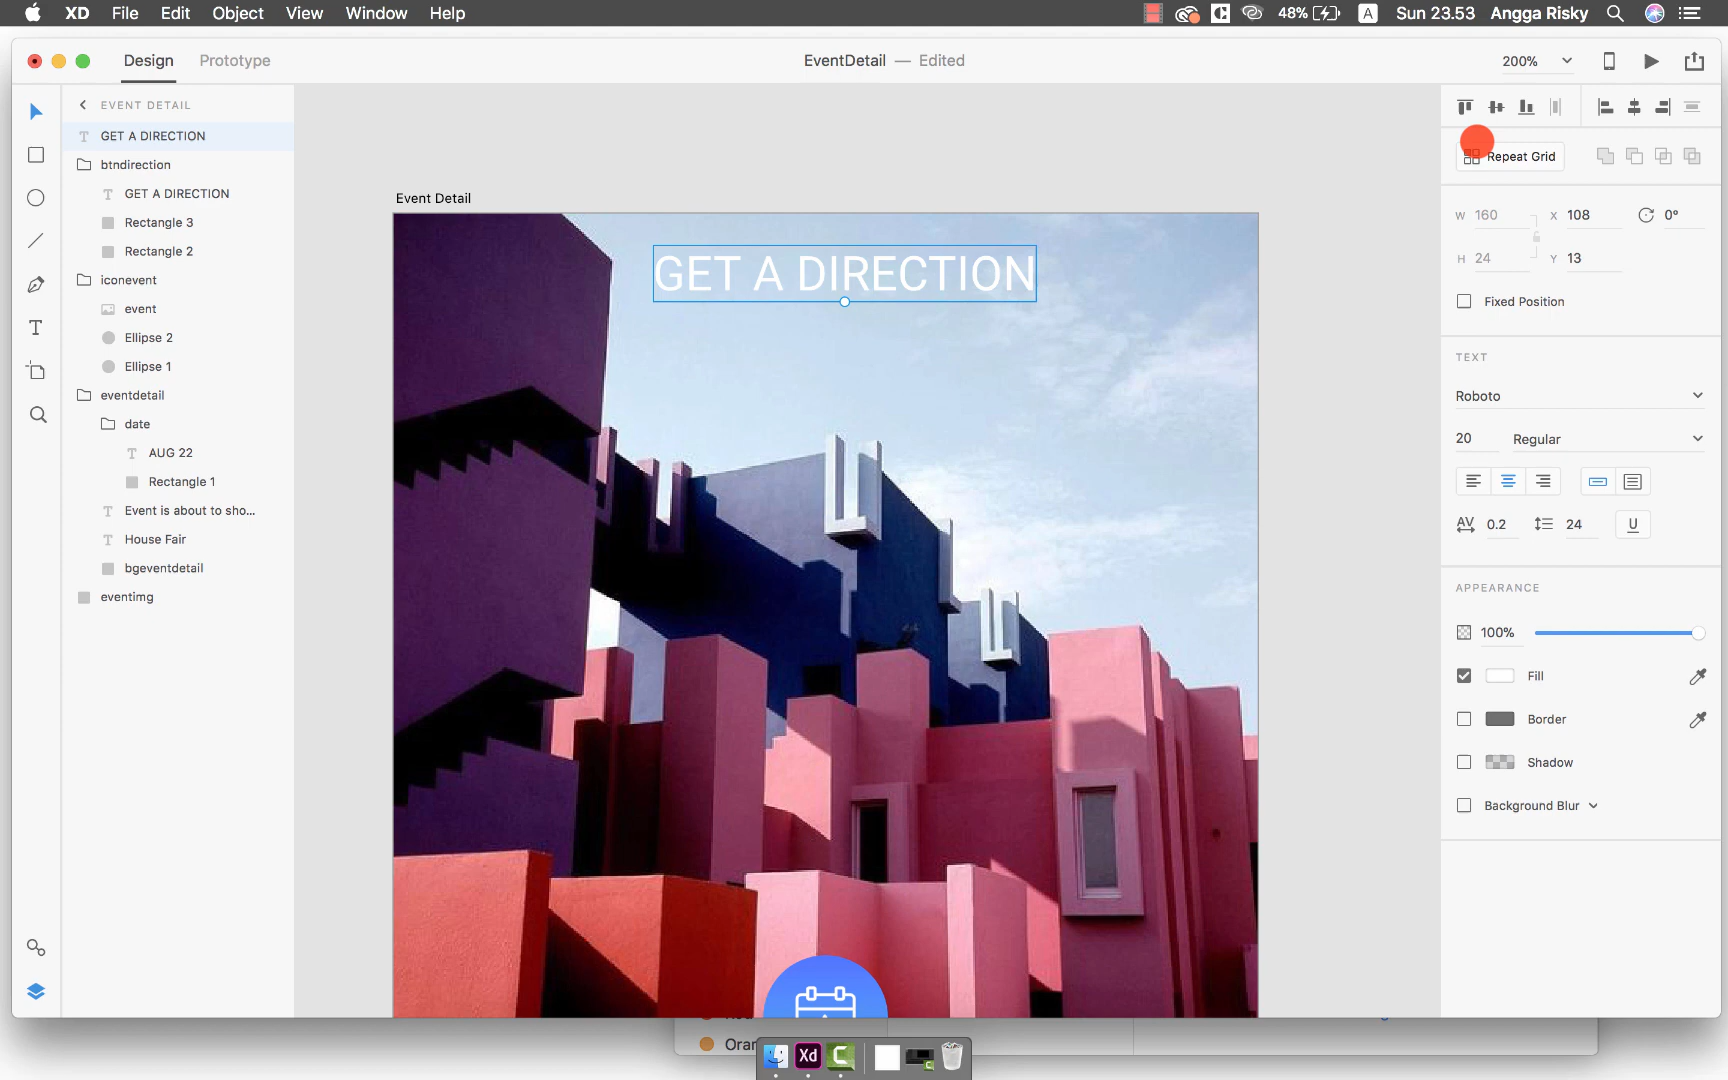 XD File Edit Object View Window Help
48% A Sun 23.53 Angga Risky
Design Prototype
EventDetail — Edited
200%
EVENT DETAIL
GET A DIRECTION
btndirection
GET A DIRECTION
Rectangle 3
Rectangle 2
iconevent
event
Ellipse 2
Ellipse 1
eventdetail
date
AUG 22
Rectangle 1
Event is about to sho...
House Fair
bgeventdetail
eventimg
Event Detail
GET A DIRECTION
Repeat Grid
W 160 X 108 0°
H 24 Y 13
Fixed Position
TEXT
Roboto
20 Regular
AV 0.2 24 U
APPEARANCE
100%
Fill
Border
Shadow
Background Blur
Xd